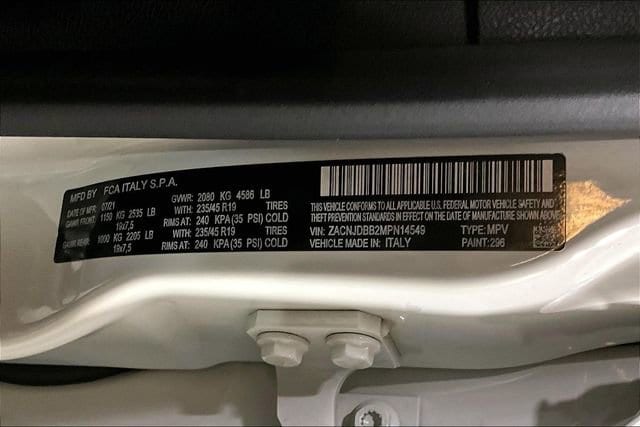 MFD BY FCA ITALY S.P.A.
DATE OF MFR: 07/21 GVWR: 2080 KG 4586 LB
GAWR FRONT: 1150 KG 2535 LB WITH: 235/45 R19 TIRES
19x7,5 RIMS AT: 240 KPA (35 PSI) COLD
GAWR REAR: 1000 KG 2205 LB WITH: 235/45 R19 TIRES
19x7,5 RIMS AT: 240 KPA (35 PSI) COLD
THIS VEHICLE CONFORMS TO ALL APPLICABLE U.S. FEDERAL MOTOR VEHICLE SAFETY AND
THEFT PREVENTION STANDARDS IN EFFECT ON THE DATE OF MANUFACTURE SHOWN ABOVE
VIN: ZACNJDBB2MPN14549 TYPE: MPV
VEHICLE MADE IN: ITALY PAINT: 296